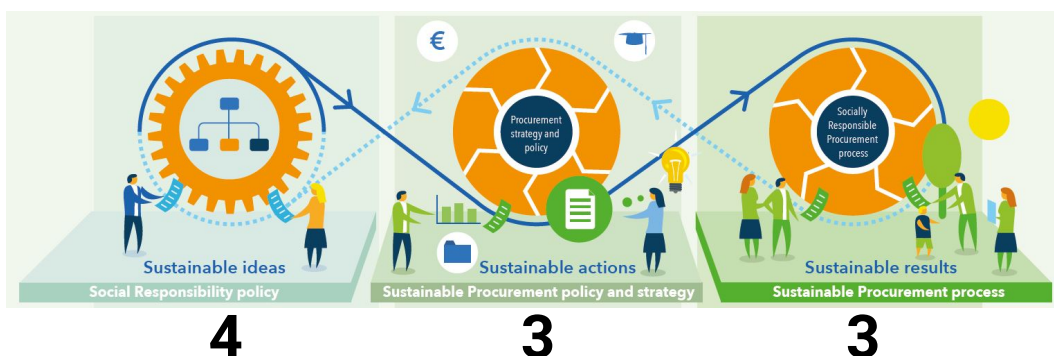 €
Procurement
strategy and
policy
Socially
Responsible
Procurement
process
Sustainable ideas
Sustainable actions
Sustainable results
Social Responsibility policy
Sustainable Procurement policy and strategy
Sustainable Procurement process
4
3
3